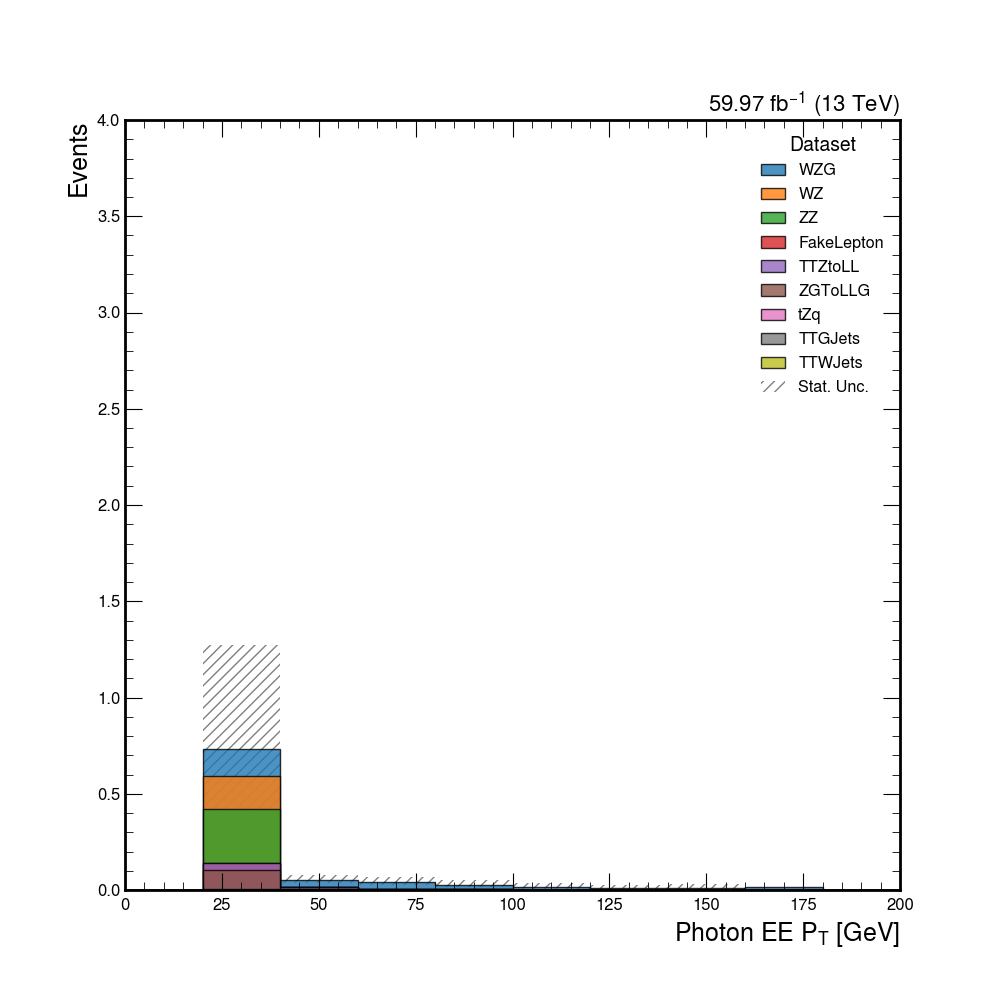 59.97 fb⁻¹ (13 TeV)
Events
4.0
3.5
3.0
2.5
2.0
1.5
1.0
0.5
0.0
Dataset
WZG
WZ
ZZ
FakeLepton
TTZtoLL
ZGToLLG
tZq
TTGJets
TTWJets
Stat. Unc.
0 25 50 75 100 125 150 175 200
Photon EE P_T [GeV]